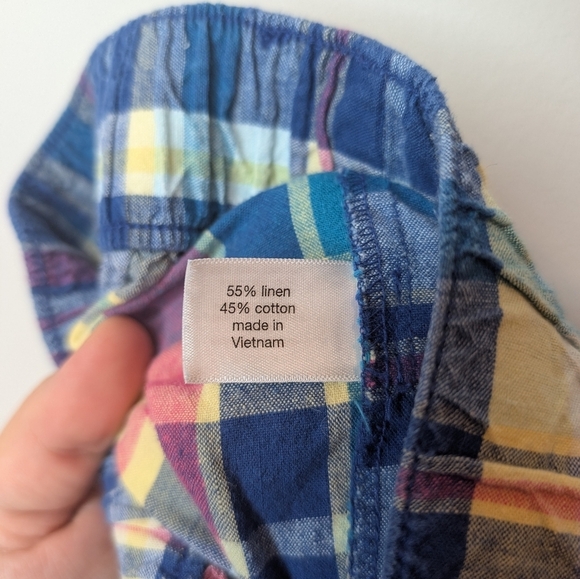 55% linen
45% cotton
made in
Vietnam